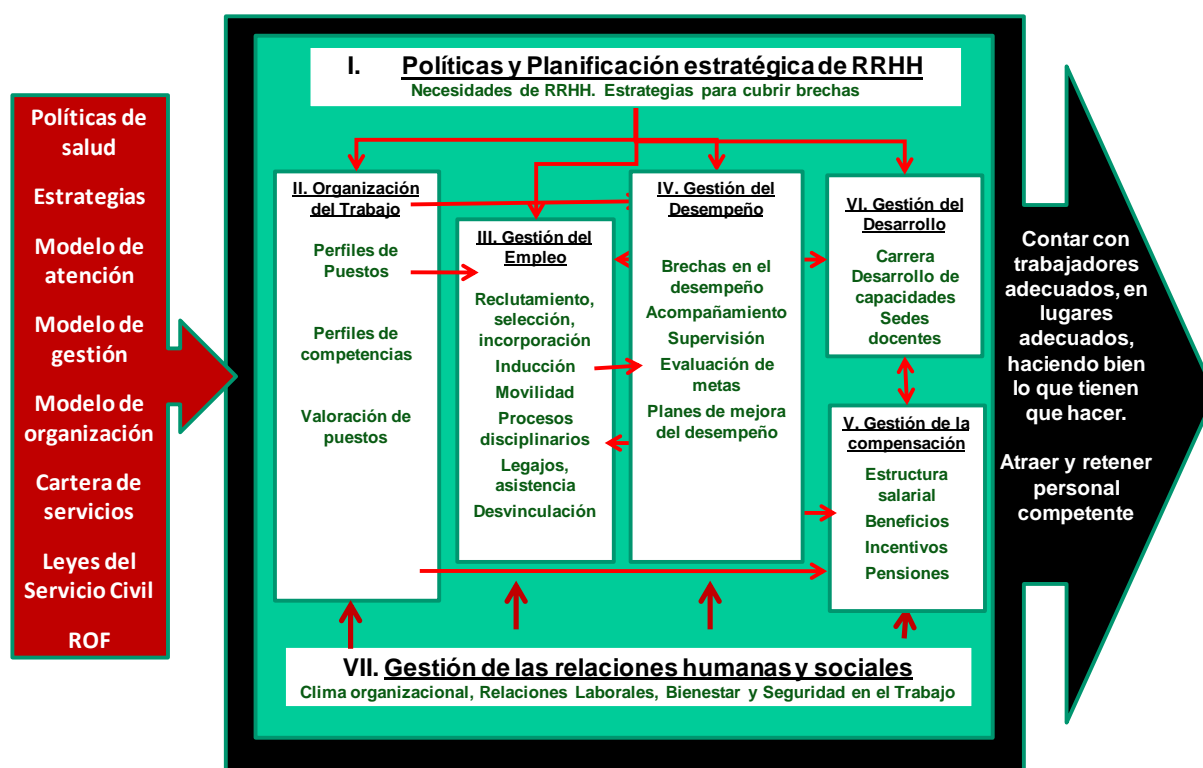 Políticas de
salud
Estrategias
Modelo de
atención
Modelo de
gestión
Modelo de
organización
Cartera de
servicios
Leyes del
Servicio Civil
ROF
I. Políticas y Planificación estratégica de RRHH
Necesidades de RRHH. Estrategias para cubrir brechas
II. Organización
del Trabajo
Perfiles de
Puestos
Perfiles de
competencias
Valoración de
puestos
III. Gestión del
Empleo
Reclutamiento,
selección,
incorporación
Inducción
Movilidad
Procesos
disciplinarios
Legajos,
asistencia
Desvinculación
IV. Gestión del
Desempeño
Brechas en el
desempeño
Acompañamiento
Supervisión
Evaluación de
metas
Planes de mejora
del desempeño
VI. Gestión del
Desarrollo
Carrera
Desarrollo de
capacidades
Sedes
docentes
V. Gestión de la
compensación
Estructura
salarial
Beneficios
Incentivos
Pensiones
VII. Gestión de las relaciones humanas y sociales
Clima organizacional, Relaciones Laborales, Bienestar y Seguridad en el Trabajo
Contar con
trabajadores
adecuados, en
lugares
adecuados,
haciendo bien
lo que tienen
que hacer.
Atraer y retener
personal
competente